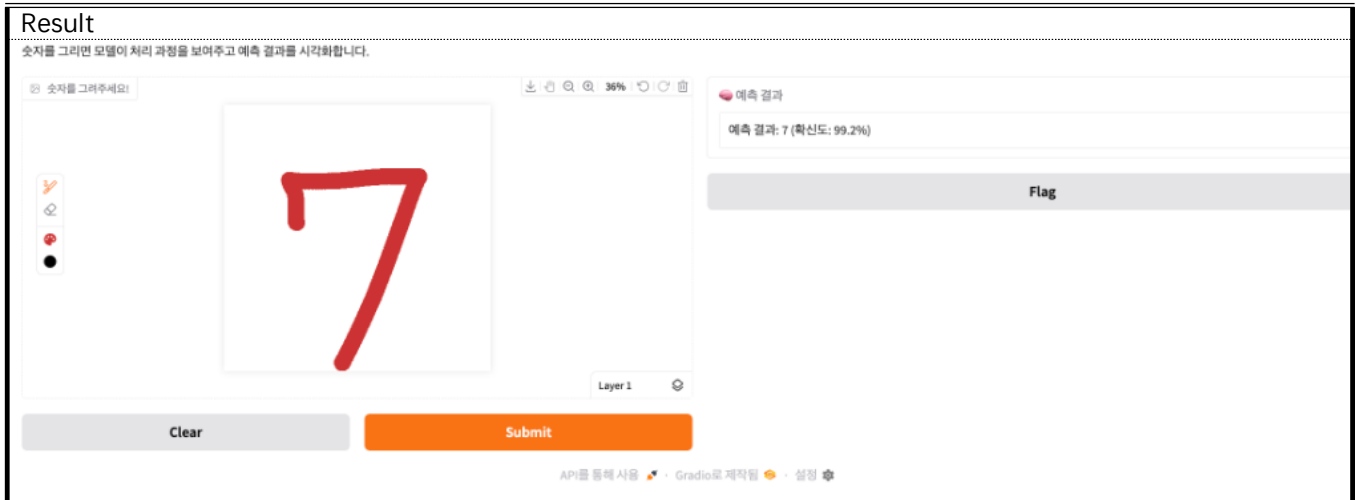 Result
숫자를 그리면 모델이 처리 과정을 보여주고 예측 결과를 시각화합니다.
숫자를 그려주세요!
36%
7
Layer 1
Clear
Submit
예측 결과
예측 결과: 7 (확신도: 99.2%)
Flag
API를 통해 사용 · Gradio로 제작됨 · 설정